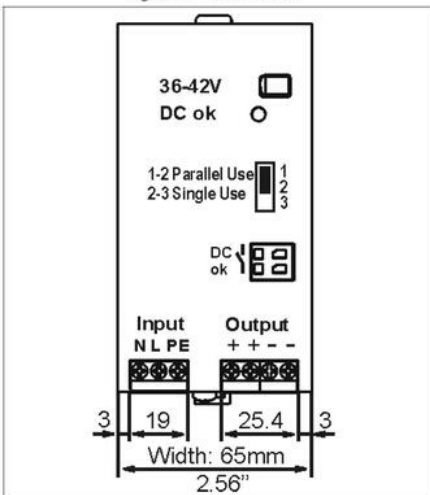 36-42V
DC ok
1-2 Parallel Use
2-3 Single Use
1
2
3
DC
ok
Input
Output
N L PE
+ + - -
3
19
25.4
3
Width: 65mm
2.56"